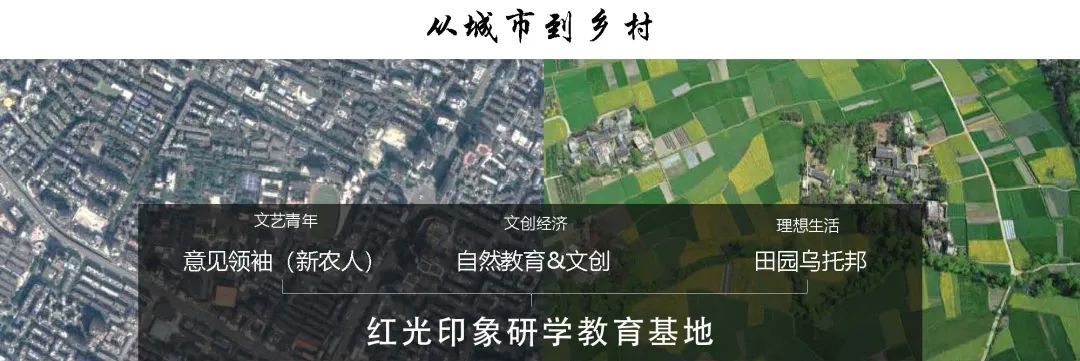 从城市到乡村
文艺青年 文创经济 理想生活
意见领袖（新农人） 自然教育&文创 田园乌托邦
红光印象研学教育基地